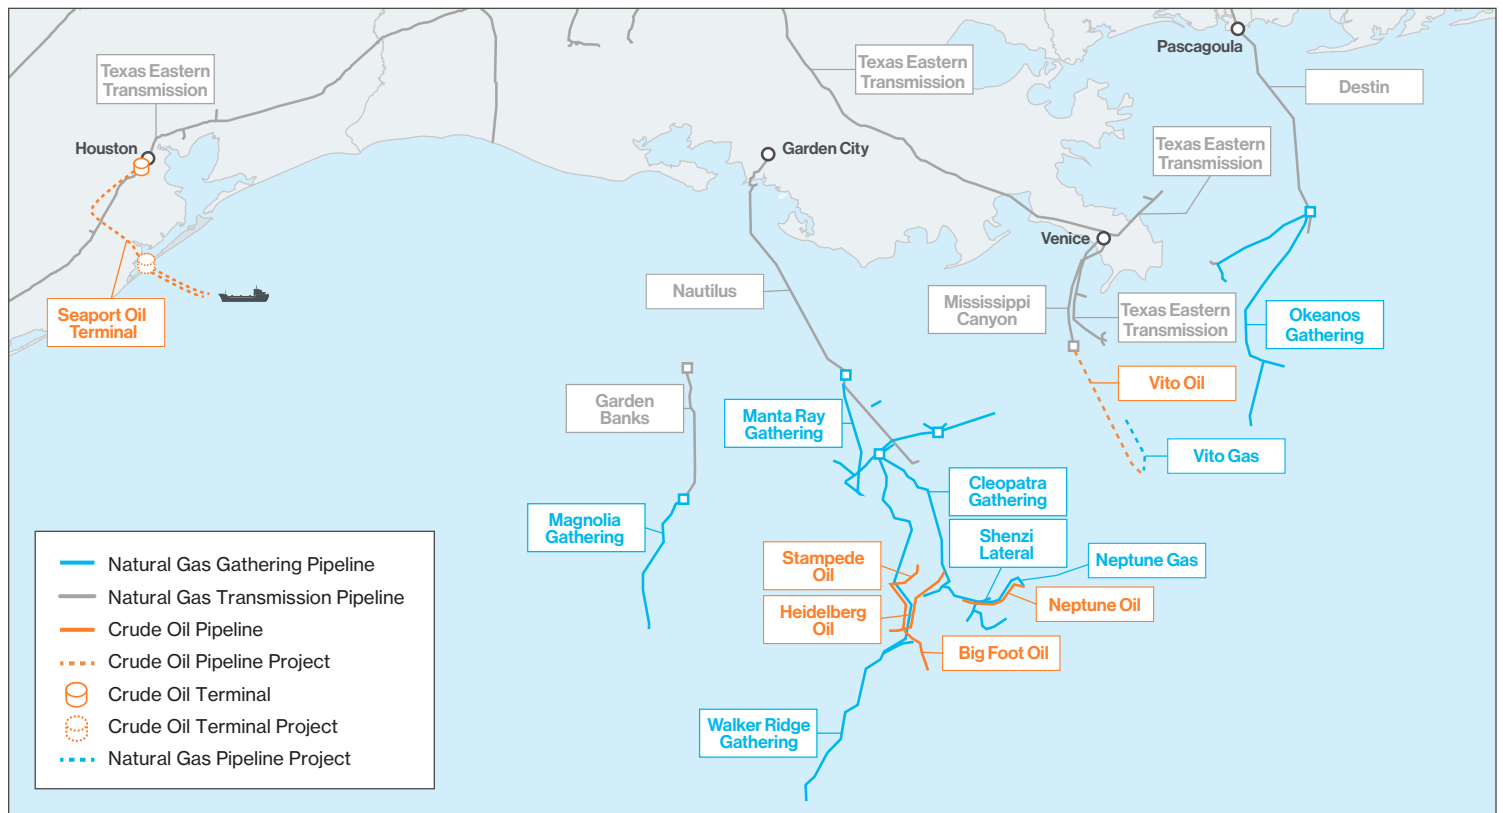 Pascagoula
Texas Eastern
Transmission
Texas Eastern
Transmission
Destin
Houston
Garden City
Texas Eastern
Transmission
Venice
Nautilus
Mississippi
Canyon
Texas Eastern
Transmission
Okeanos
Gathering
Seaport Oil
Terminal
Vito Oil
Garden
Banks
Manta Ray
Gathering
Vito Gas
Cleopatra
Gathering
Magnolia
Gathering
Shenzi
Lateral
Stampede
Oil
Neptune Gas
Neptune Oil
Heidelberg
Oil
Big Foot Oil
Walker Ridge
Gathering
Natural Gas Gathering Pipeline
Natural Gas Transmission Pipeline
Crude Oil Pipeline
Crude Oil Pipeline Project
Crude Oil Terminal
Crude Oil Terminal Project
Natural Gas Pipeline Project